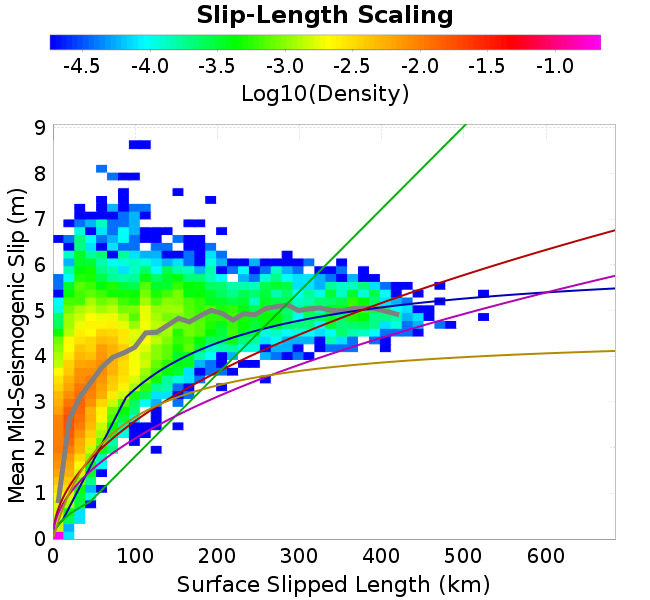 Slip-Length Scaling
-4.5 -4.0 -3.5 -3.0 -2.5 -2.0 -1.5 -1.0
Log10(Density)
Mean Mid-Seismogenic Slip (m)
9
8
7
6
5
4
3
2
1
0
0 100 200 300 400 500 600
Surface Slipped Length (km)